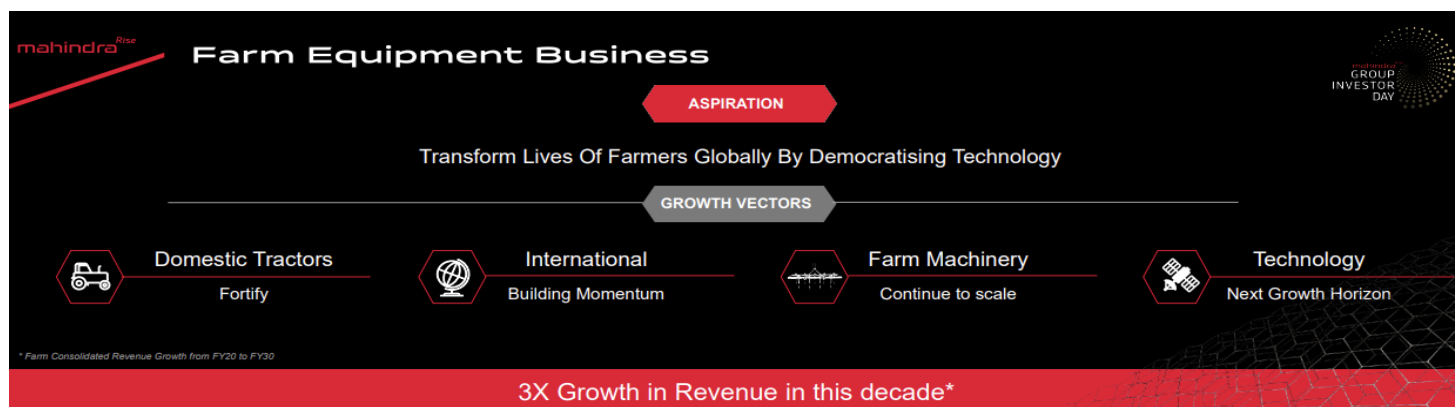 mahindra Rise
Farm Equipment Business
mahindra
GROUP
INVESTOR
DAY
ASPIRATION
Transform Lives Of Farmers Globally By Democratising Technology
GROWTH VECTORS
Domestic Tractors
Fortify
International
Building Momentum
Farm Machinery
Continue to scale
Technology
Next Growth Horizon
* Farm Consolidated Revenue Growth from FY20 to FY30
3X Growth in Revenue in this decade*